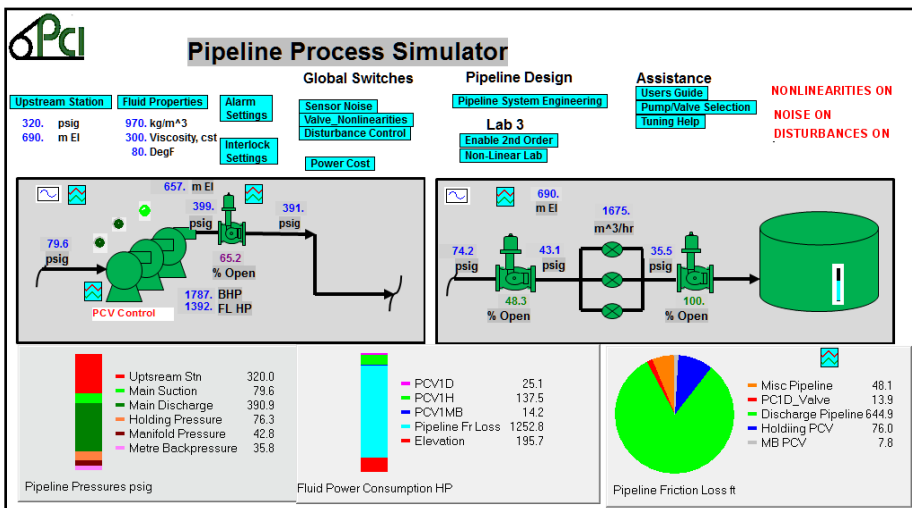 PCI
Pipeline Process Simulator
Global Switches
Pipeline Design
Assistance
Upstream Station
Fluid Properties
Alarm Settings
Sensor Noise
Valve_Nonlinearities
Disturbance Control
Pipeline System Engineering
Users Guide
Pump/Valve Selection
Tuning Help
NONLINEARITIES ON
NOISE ON
DISTURBANCES ON
320. psig
690. m El
970. kg/m^3
300. Viscosity, cst
80. DegF
Interlock Settings
Power Cost
Lab 3
Enable 2nd Order
Non-Linear Lab
657. m El
399. psig
391. psig
79.6 psig
65.2
% Open
1787. BHP
1392. FL HP
PCV Control
690.
m El
1675.
m^3/hr
74.2 psig
43.1 psig
35.5 psig
48.3
% Open
100.
% Open
Uptsream Stn 320.0
Main Suction 79.6
Main Discharge 390.9
Holding Pressure 76.3
Manifold Pressure 42.8
Metre Backpressure 35.8
Pipeline Pressures psig
PCV1D 25.1
PCV1H 137.5
PCV1MB 14.2
Pipeline Fr Loss 1252.8
Elevation 195.7
Fluid Power Consumption HP
Misc Pipeline 48.1
PC1D_Valve 13.9
Discharge Pipeline 644.9
Holdiing PCV 76.0
MB PCV 7.8
Pipeline Friction Loss ft